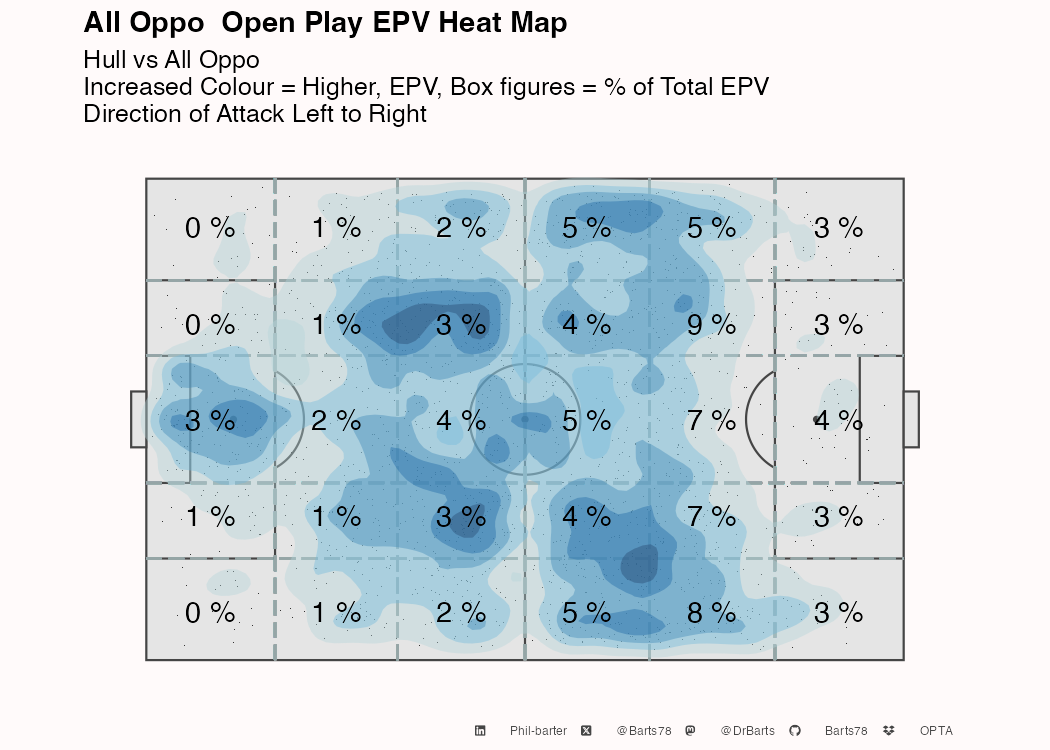 All Oppo  Open Play EPV Heat Map
Hull vs All Oppo
Increased Colour = Higher, EPV, Box figures = % of Total EPV
Direction of Attack Left to Right
0 % 1 % 2 % 5 % 5 % 3 %
0 % 1 % 3 % 4 % 9 % 3 %
3 % 2 % 4 % 5 % 7 % 4 %
1 % 1 % 3 % 4 % 7 % 3 %
0 % 1 % 2 % 5 % 8 % 3 %
Phil-barter @Barts78 @DrBarts Barts78 OPTA